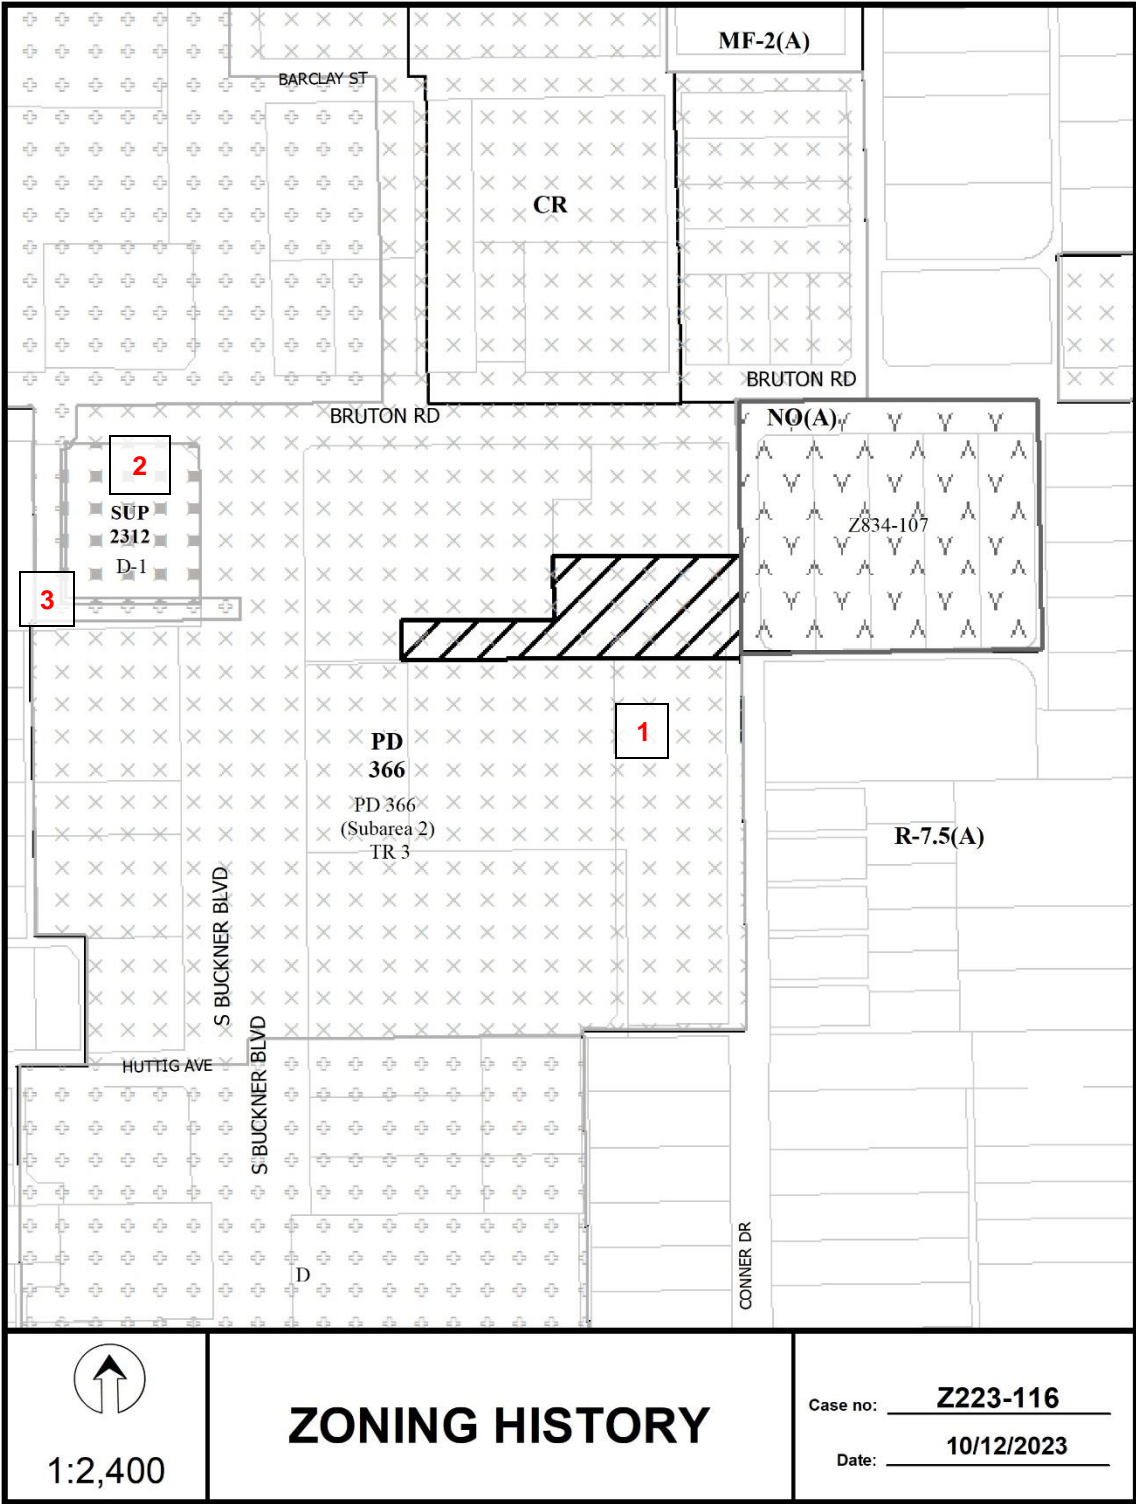 MF-2(A)
BARCLAY ST
CR
BRUTON RD
BRUTON RD
NO(A)
2
SUP
2312
D-1
Z834-107
3
1
PD
366
PD 366
(Subarea 2)
TR 3
R-7.5(A)
S BUCKNER BLVD
S BUCKNER BLVD
HUTTIG AVE
D
CONNER DR
1:2,400
ZONING HISTORY
Case no: Z223-116
Date: 10/12/2023